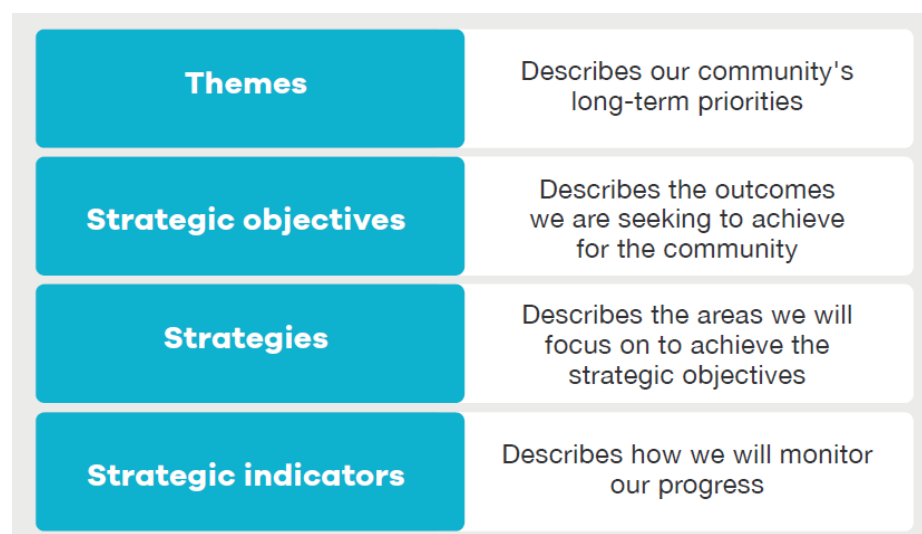 Themes
Describes our community's
long-term priorities
Strategic objectives
Describes the outcomes
we are seeking to achieve
for the community
Strategies
Describes the areas we will
focus on to achieve the
strategic objectives
Strategic indicators
Describes how we will monitor
our progress